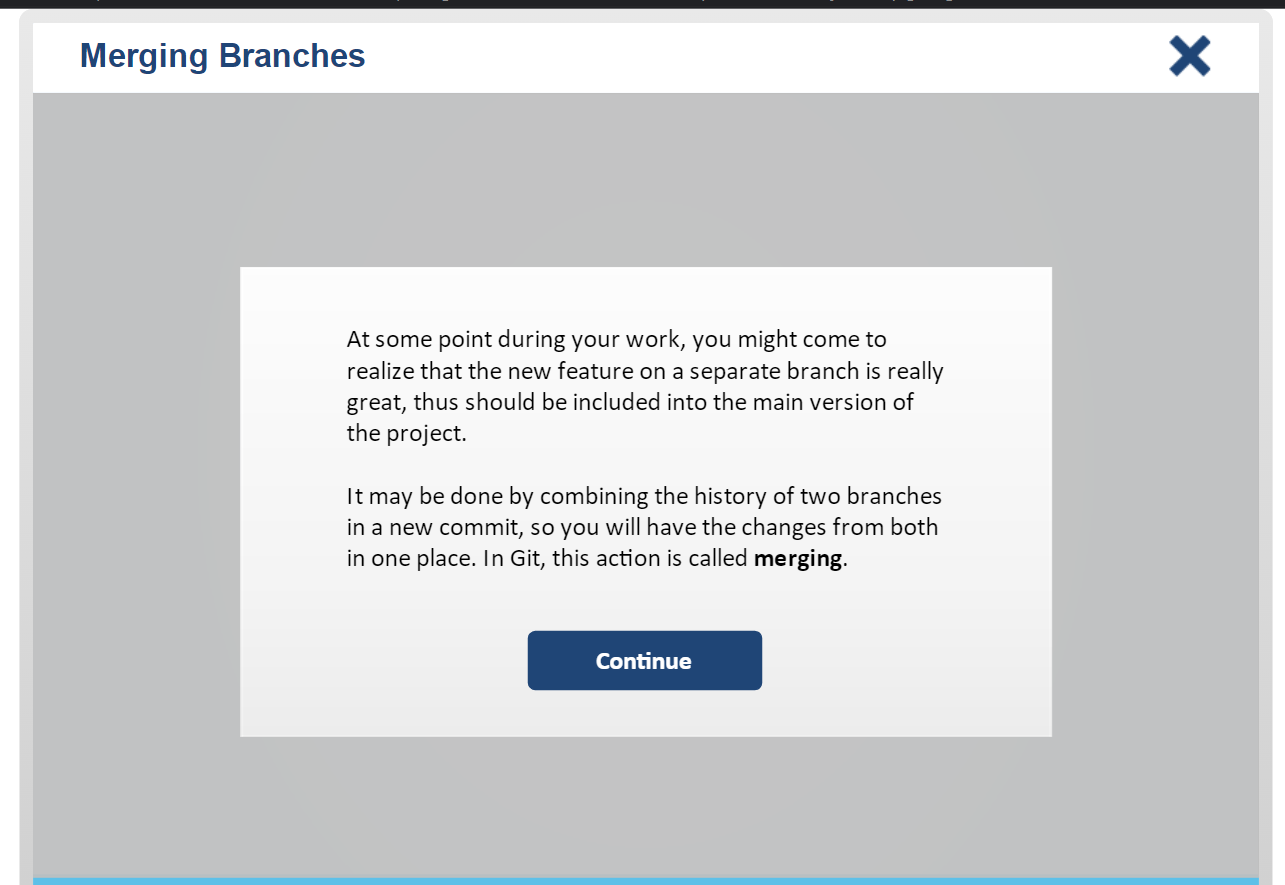 Merging Branches
At some point during your work, you might come to
realize that the new feature on a separate branch is really
great, thus should be included into the main version of
the project.
It may be done by combining the history of two branches
in a new commit, so you will have the changes from both
in one place. In Git, this action is called merging.
Continue